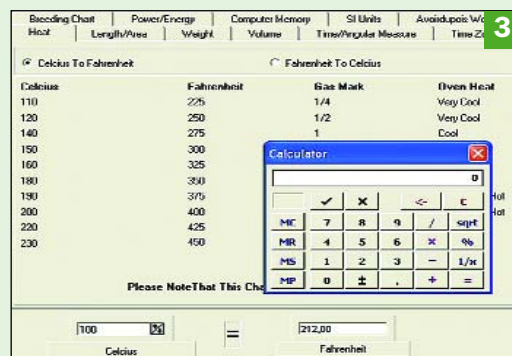 Breeding Chart Power/Energy Computer Memory SI Units Avoirdupois
Heat Length/Area Weight Volume Time/Angular Measure Time
3
Celcius To Fahrenheit Fahrenheit To Celcius
Celcius Fahrenheit Gas Mark Oven Heat
110 225 1/4 Very Cool
120 250 1/2 Very Cool
140 275 1 Cool
150 300
160 325
180 350
190 375 Hot
200 400 Hot
220 425
230 450
Calculator
0
<- C
MC 7 8 9 / sqrt
MR 4 5 6 × %
MS 1 2 3 - 1/x
MP 0 ± . + =
Please Note That This
100 % = 212,00
Celcius Fahrenheit